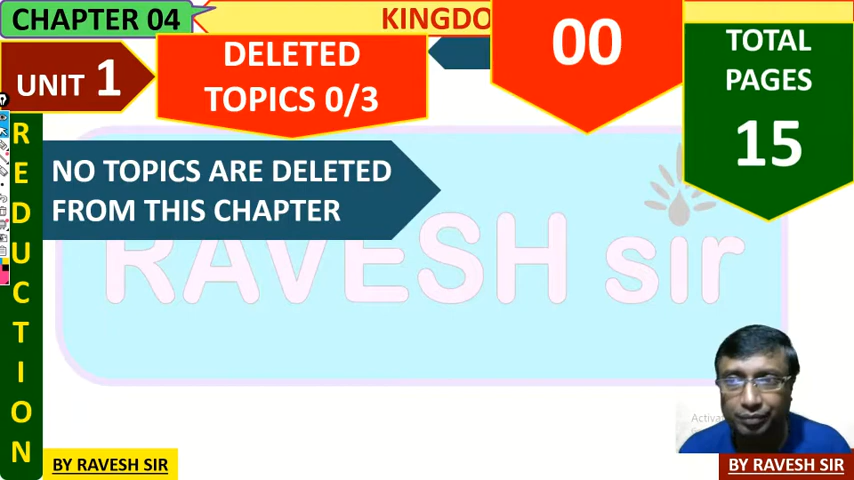 CHAPTER 04
KINGDO
UNIT 1
DELETED
TOPICS 0/3
00
TOTAL
PAGES
15
REDUCTION
NO TOPICS ARE DELETED
FROM THIS CHAPTER
RAVESH sir
Activa
BY RAVESH SIR
BY RAVESH SIR